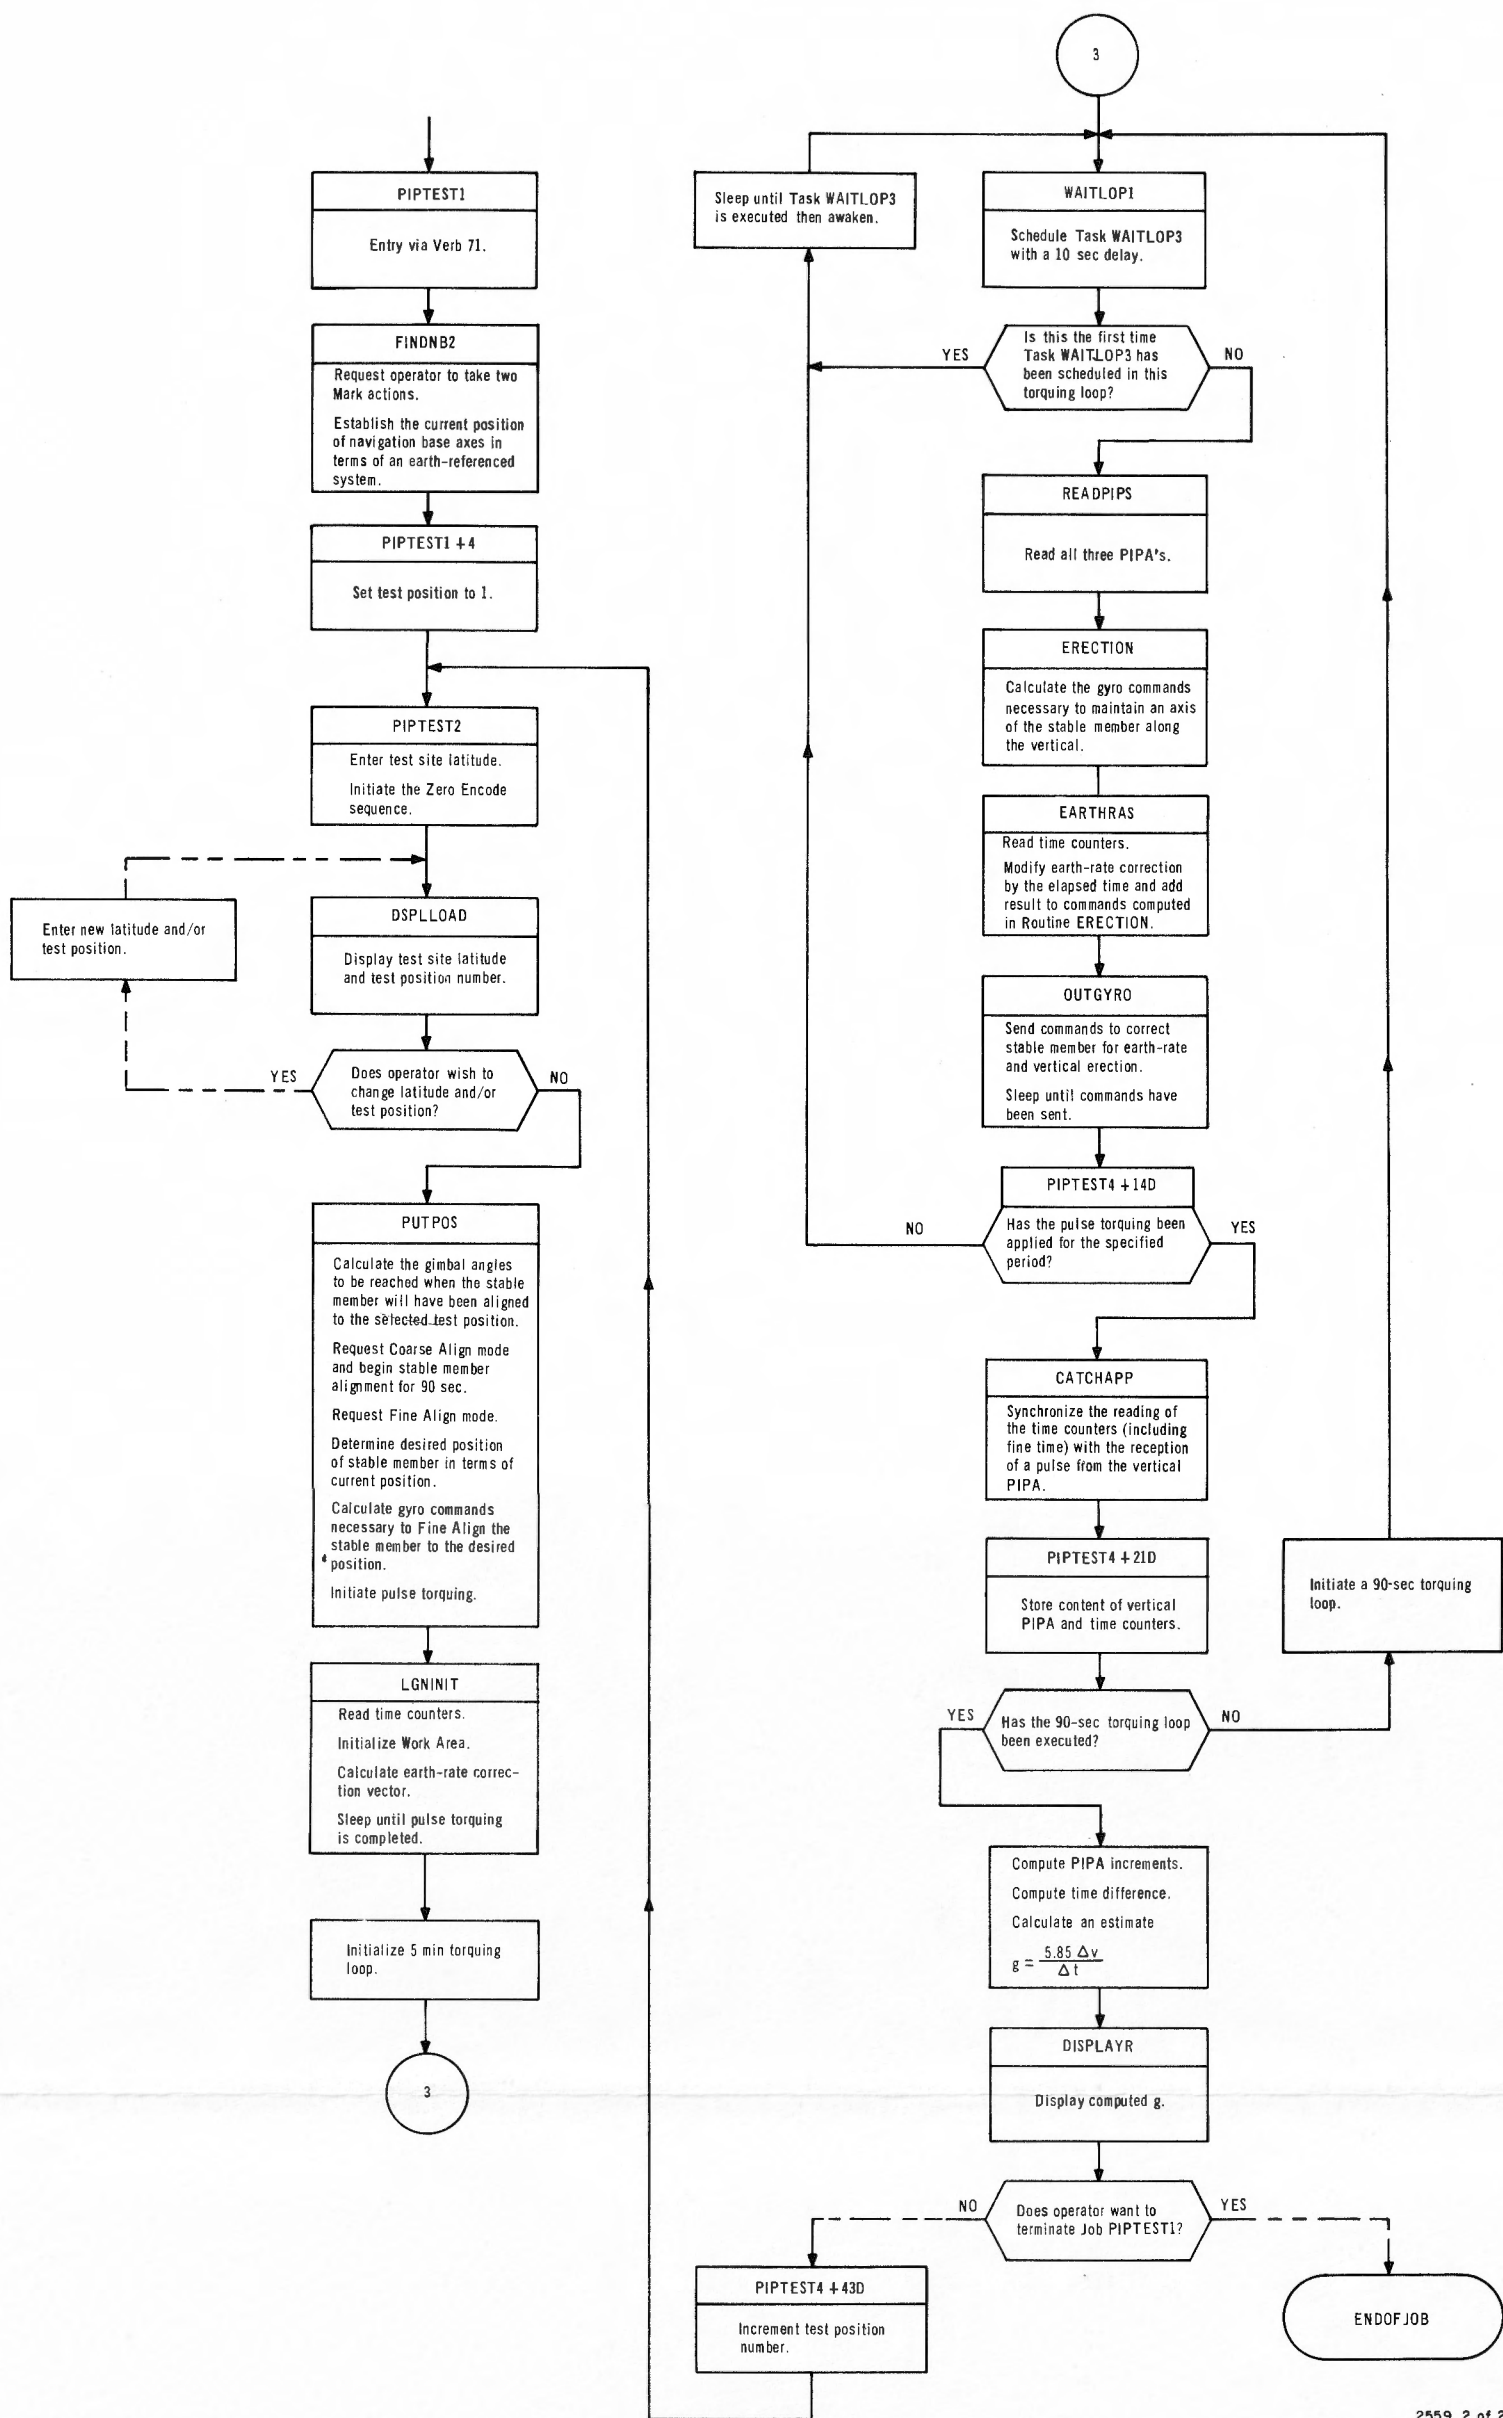 PIPTEST1
Entry via Verb 71.
FINDNB2
Request operator to take two
Mark actions.
Establish the current position
of navigation base axes in
terms of an earth-referenced
system.
PIPTEST1 +4
Set test position to 1.
PIPTEST2
Enter test site latitude.
Initiate the Zero Encode
sequence.
Enter new latitude and/or
test position.
DSPLLOAD
Display test site latitude
and test position number.
YES
Does operator wish to
change latitude and/or
test position?
NO
PUTPOS
Calculate the gimbal angles
to be reached when the stable
member will have been aligned
to the selected test position.
Request Coarse Align mode
and begin stable member
alignment for 90 sec.
Request Fine Align mode.
Determine desired position
of stable member in terms of
current position.
Calculate gyro commands
necessary to Fine Align the
stable member to the desired
position.
Initiate pulse torquing.
LGNINIT
Read time counters.
Initialize Work Area.
Calculate earth-rate correc-
tion vector.
Sleep until pulse torquing
is completed.
Initialize 5 min torquing
loop.
3
3
Sleep until Task WAITLOP3
is executed then awaken.
WAITLOP1
Schedule Task WAITLOP3
with a 10 sec delay.
YES
Is this the first time
Task WAITLOP3 has
been scheduled in this
torquing loop?
NO
READPIPS
Read all three PIPA's.
ERECTION
Calculate the gyro commands
necessary to maintain an axis
of the stable member along
the vertical.
EARTHRAS
Read time counters.
Modify earth-rate correction
by the elapsed time and add
result to commands computed
in Routine ERECTION.
OUTGYRO
Send commands to correct
stable member for earth-rate
and vertical erection.
Sleep until commands have
been sent.
PIPTEST4 +14D
NO
Has the pulse torquing been
applied for the specified
period?
YES
CATCHAPP
Synchronize the reading of
the time counters (including
fine time) with the reception
of a pulse from the vertical
PIPA.
PIPTEST4 +21D
Store content of vertical
PIPA and time counters.
Initiate a 90-sec torquing
loop.
YES
Has the 90-sec torquing loop
been executed?
NO
Compute PIPA increments.
Compute time difference.
Calculate an estimate
g = 5.85 Δv / Δt
DISPLAYR
Display computed g.
NO
Does operator want to
terminate Job PIPTEST1?
YES
PIPTEST4 +43D
Increment test position
number.
ENDOFJOB
2559 2 of 2